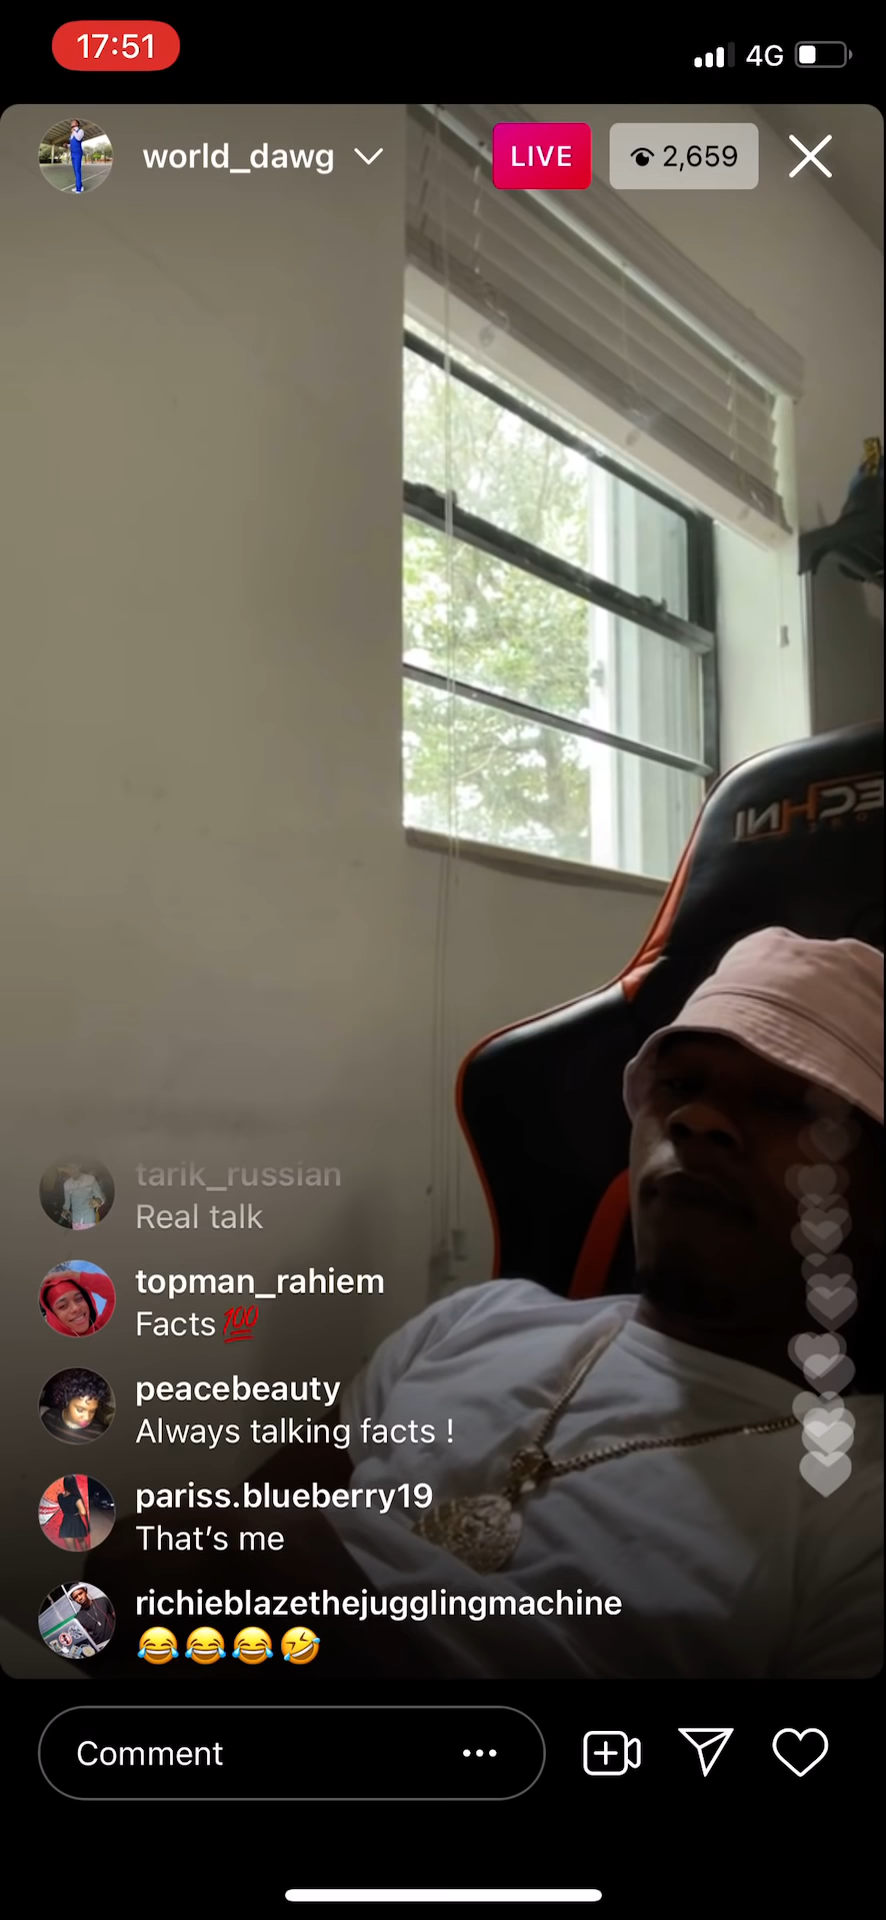 17:51
4G
world_dawg
LIVE
2,659
tarik_russian
Real talk
topman_rahiem
Facts 💯
peacebeauty
Always talking facts !
pariss.blueberry19
That's me
richieblazethejugglingmachine
😂😂😂🤣
Comment